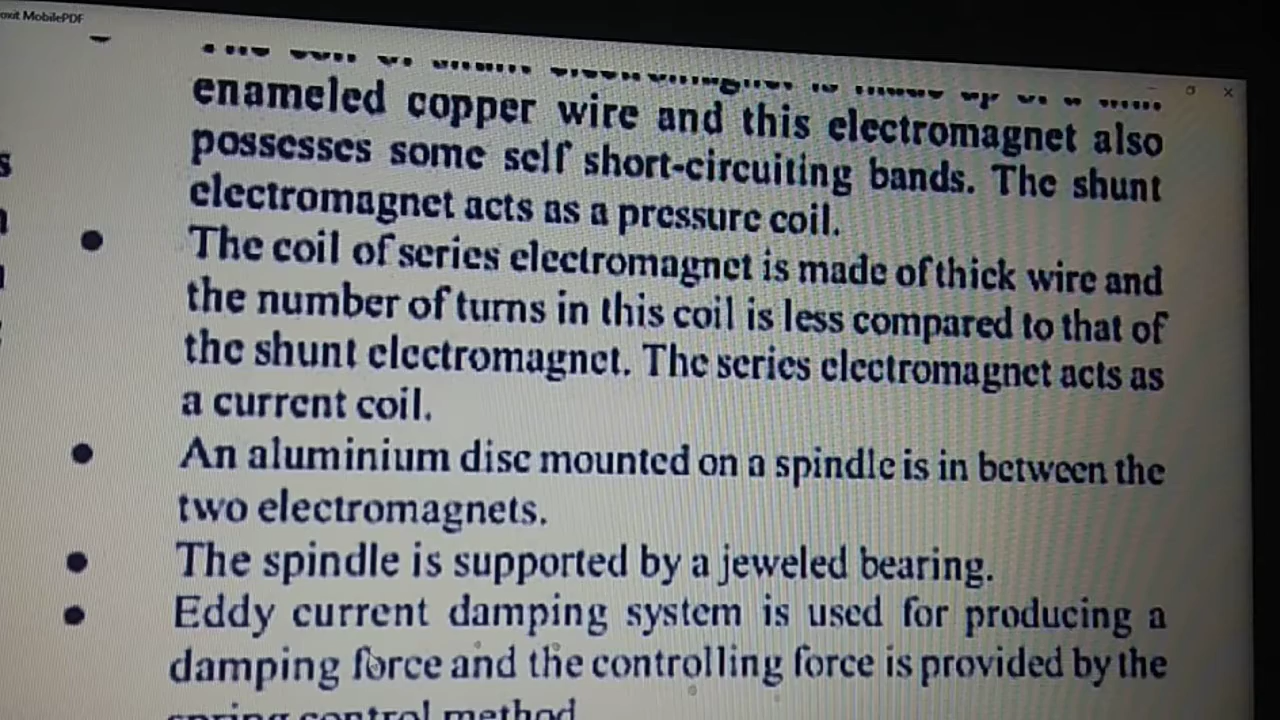 oxit MobilePDF
enameled copper wire and this electromagnet also
possesses some self short-circuiting bands. The shunt
electromagnet acts as a pressure coil.
• The coil of series electromagnet is made of thick wire and
the number of turns in this coil is less compared to that of
the shunt electromagnet. The series electromagnet acts as
a current coil.
• An aluminium disc mounted on a spindle is in between the
two electromagnets.
• The spindle is supported by a jeweled bearing.
• Eddy current damping system is used for producing a
damping force and the controlling force is provided by the
spring control method